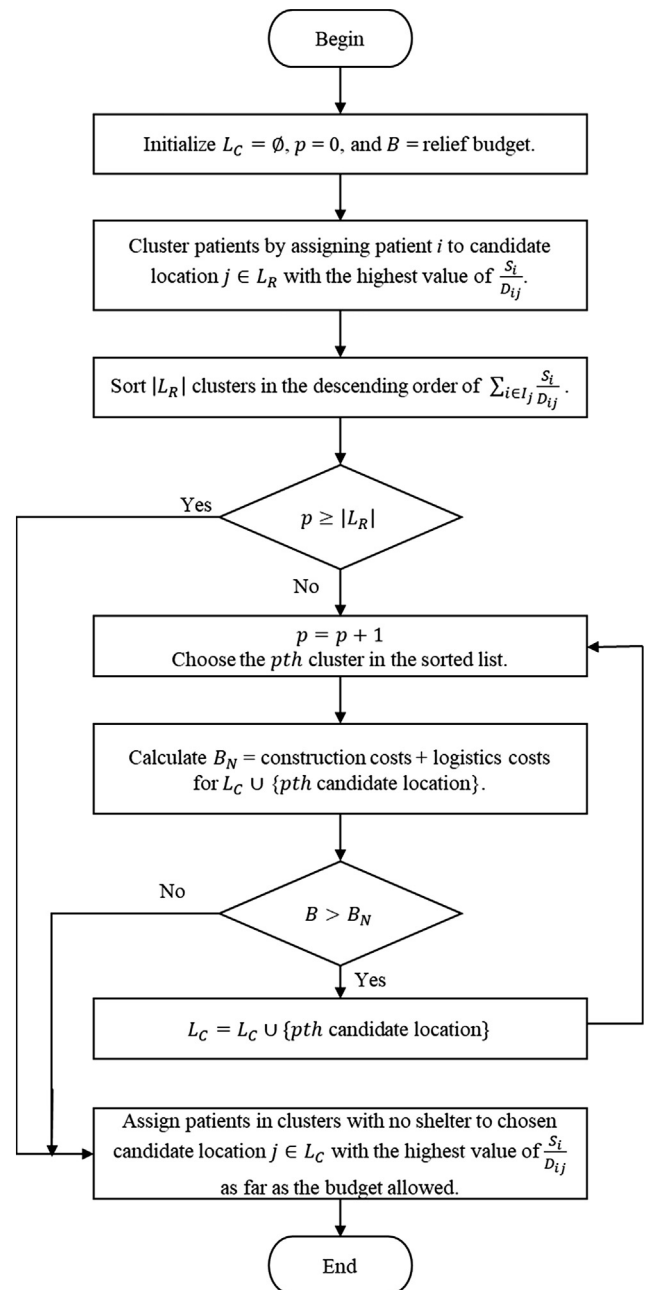 Begin
Initialize L_C = ∅, p = 0, and B = relief budget.
Cluster patients by assigning patient i to candidate
location j ∈ L_R with the highest value of S_i/D_ij.
Sort |L_R| clusters in the descending order of ∑_{i∈I_j} S_i/D_ij .
Yes
p ≥ |L_R|
No
p = p + 1
Choose the pth cluster in the sorted list.
Calculate B_N = construction costs + logistics costs
for L_C ∪ {pth candidate location}.
No
B > B_N
Yes
L_C = L_C ∪ {pth candidate location}
Assign patients in clusters with no shelter to chosen
candidate location j ∈ L_C with the highest value of S_i/D_ij
as far as the budget allowed.
End